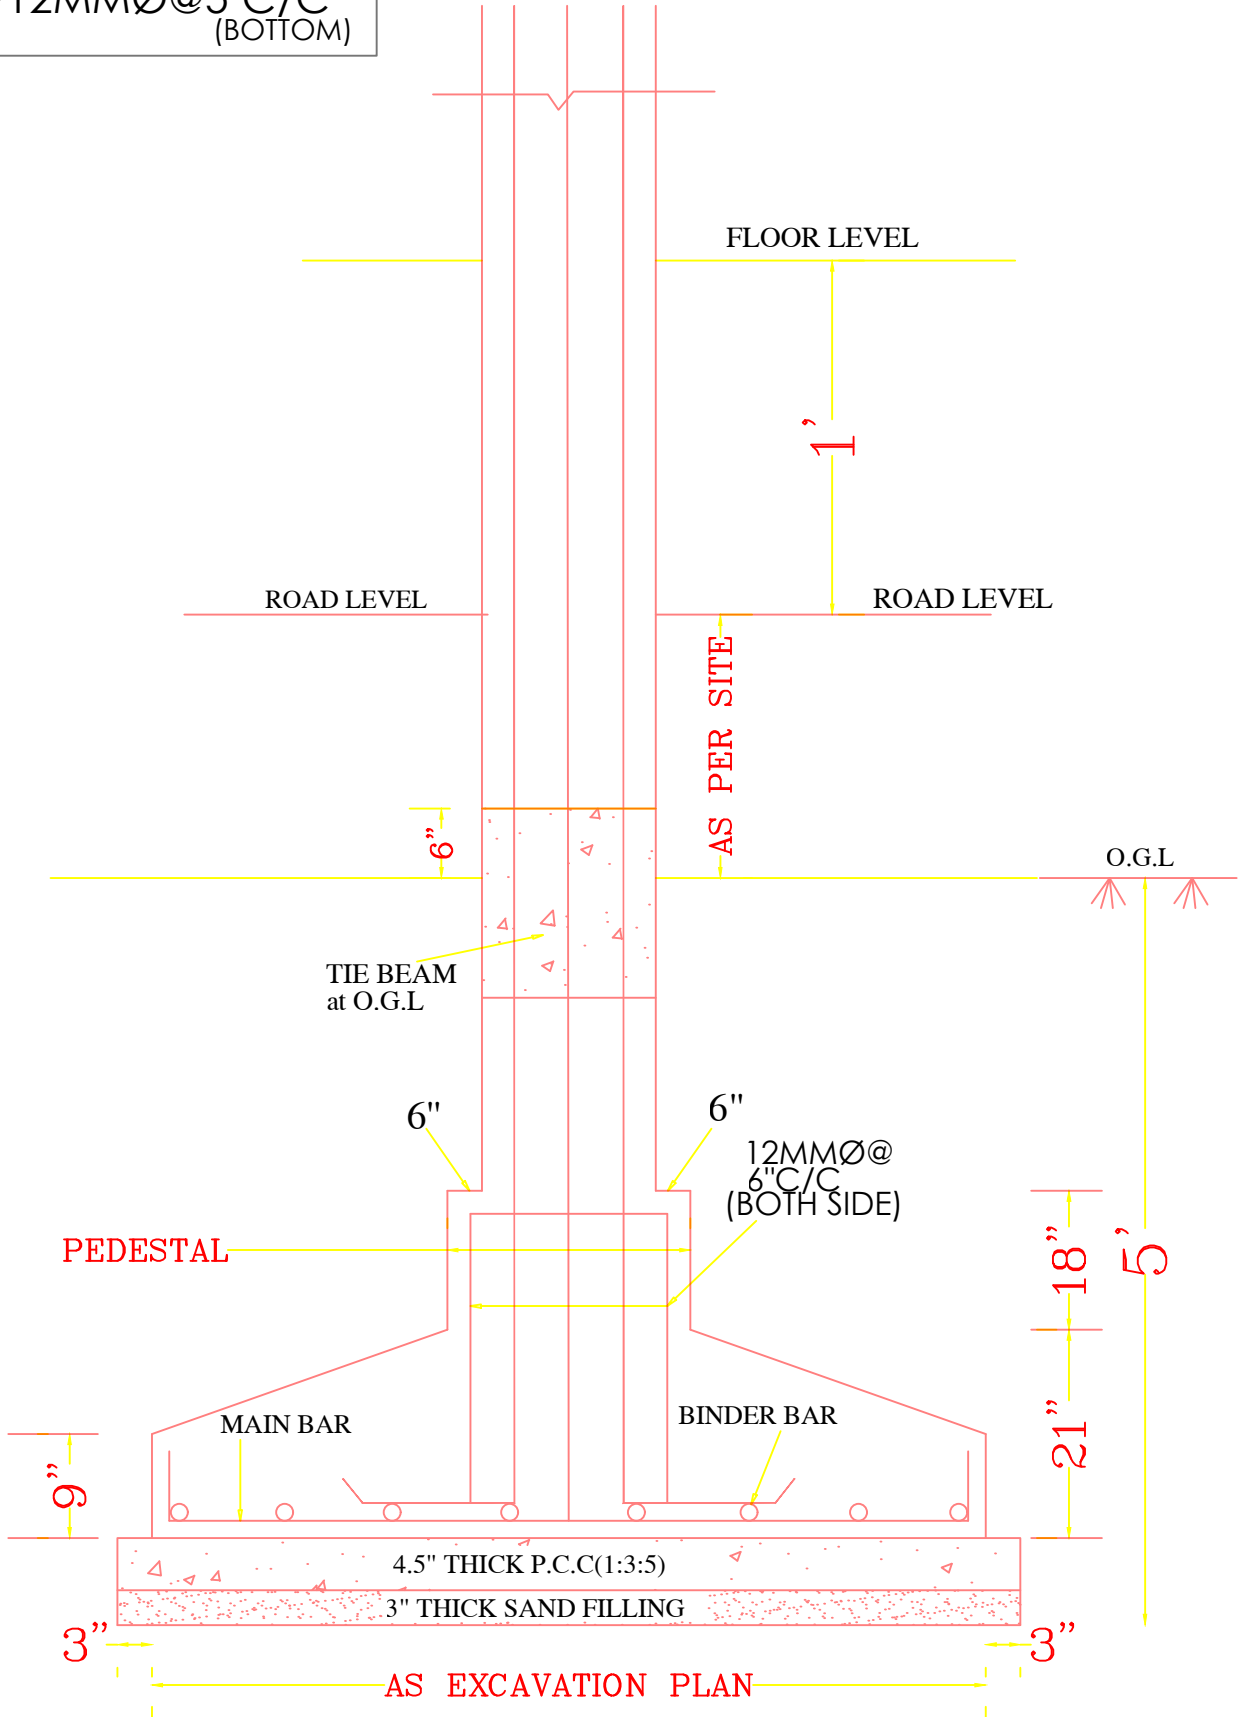 12MMØ@5"C/C
(BOTTOM)
FLOOR LEVEL
1'
ROAD LEVEL
ROAD LEVEL
AS PER SITE
6"
O.G.L
TIE BEAM
at O.G.L
6"
6"
12MMØ@
6"C/C
(BOTH SIDE)
PEDESTAL
18"
5'
MAIN BAR
BINDER BAR
21"
9"
4.5" THICK P.C.C(1:3:5)
3" THICK SAND FILLING
3"
3"
AS EXCAVATION PLAN